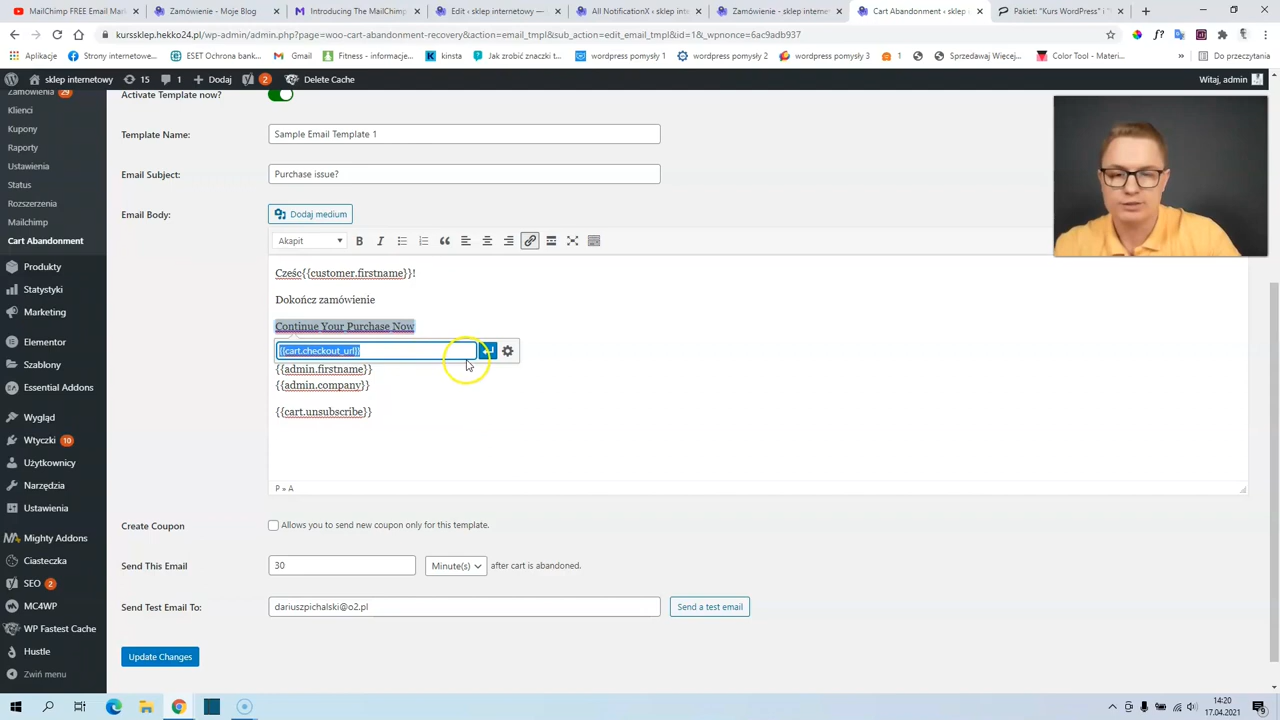 MailChimp FREE Email Mar
Zamówienia - Moje Blog
Introducing The MailChimp
Edytuj szablon "" —
All NotificationX ‹ sklep int
Zamówienia ‹ sklep intern
Cart Abandonment ‹ sklep
Patelnia: "Kurs WordPress" i "
kurssklep.hekko24.pl/wp-admin/admin.php?page=woo-cart-abandonment-recovery&action=email_tmpl&sub_action=edit_email_tmpl&id=1&_wpnonce=6ac9adb937
Aplikacje
Strony internetowe...
ESET Ochrona bank...
Gmail
Fitness - informacje...
kinsta
Jak zrobić znaczki t...
wordpress pomysły 1
wordpress pomysły 2
wordpress pomysły 3
1
Sprzedawaj Więcej,...
Color Tool - Materi...
»
Do przeczytania
sklep internetowy
15
1
Dodaj
2
Delete Cache
Witaj, admin
Zamówienia 29
Klienci
Kupony
Raporty
Ustawienia
Status
Rozszerzenia
Mailchimp
Cart Abandonment
Produkty
Statystyki
Marketing
Elementor
Szablony
Essential Addons
Wygląd
Wtyczki 10
Użytkownicy
Narzędzia
Ustawienia
Mighty Addons
Ciasteczka
SEO 2
MC4WP
WP Fastest Cache
Hustle
Zwiń menu
Activate Template now?
Template Name:
Sample Email Template 1
Email Subject:
Purchase issue?
Email Body:
Dodaj medium
Akapit
B
I
Cześc{{customer.firstname}}!
Dokończ zamówienie
Continue Your Purchase Now
{{cart.checkout_url}}
{{admin.firstname}}
{{admin.company}}
{{cart.unsubscribe}}
P » A
Create Coupon
Allows you to send new coupon only for this template.
Send This Email
30
Minute(s)
after cart is abandoned.
Send Test Email To:
dariuszpichalski@o2.pl
Send a test email
Update Changes
14:20
17.04.2021
9